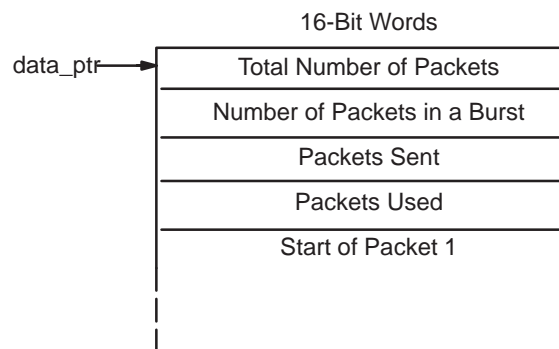 16-Bit Words
data_ptr
Total Number of Packets
Number of Packets in a Burst
Packets Sent
Packets Used
Start of Packet 1